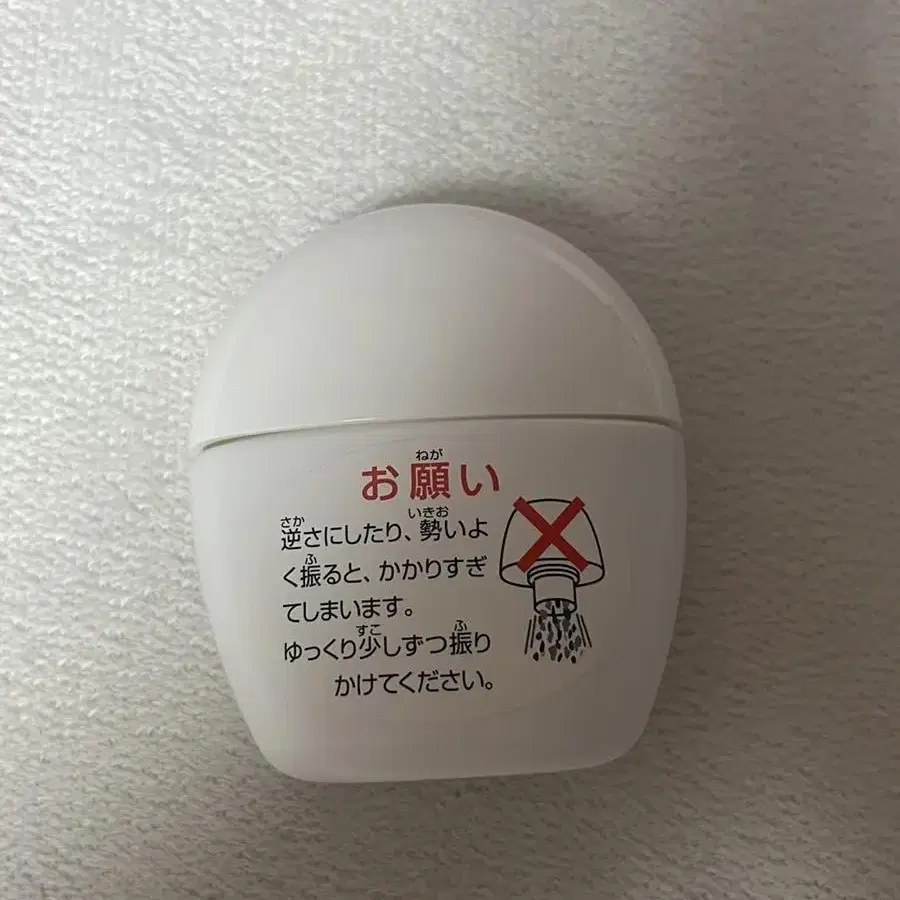 お願い
逆さにしたり、勢いよ
く振ると、かかりすぎ
てしまいます。
ゆっくり少しずつ振り
かけてください。